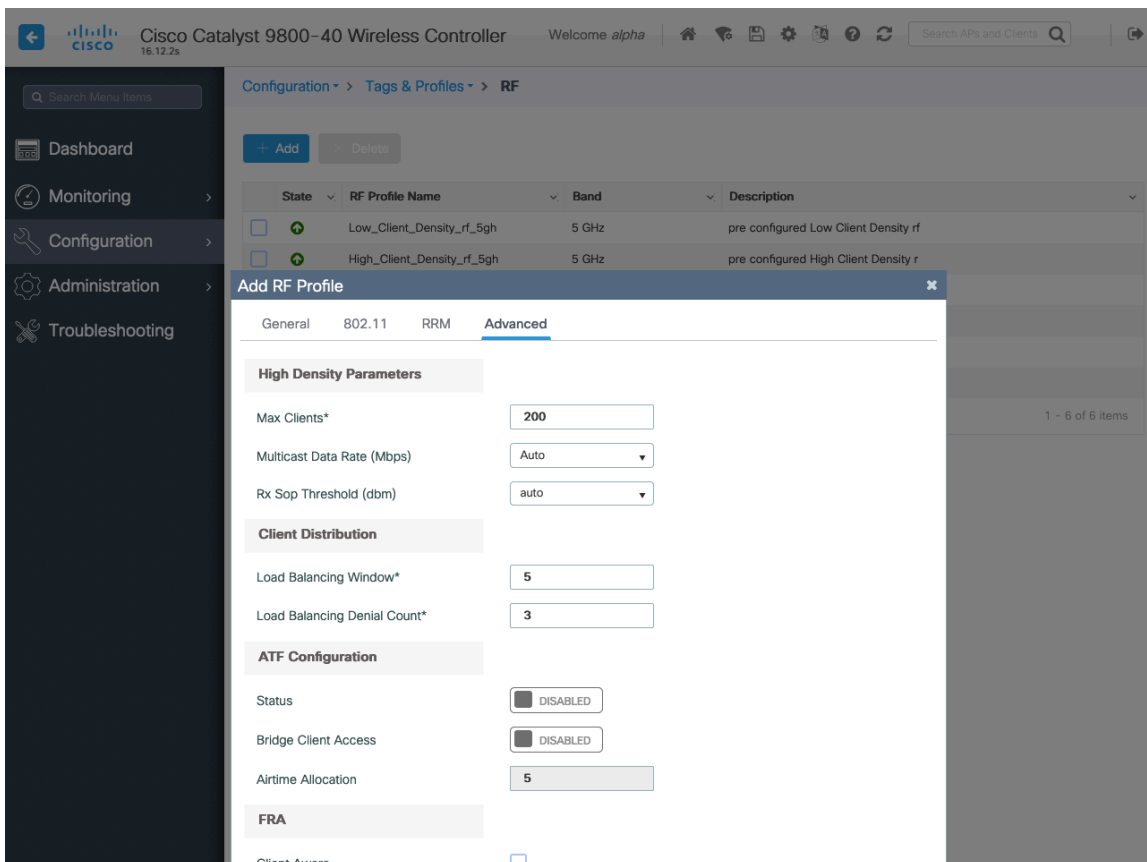 CISCO
Cisco Catalyst 9800-40 Wireless Controller
16.12.2s
Welcome alpha
Search APs and Clients
Search Menu Items
Dashboard
Monitoring
Configuration
Administration
Troubleshooting
Configuration > Tags & Profiles > RF
+ Add
× Delete
State RF Profile Name Band Description
Low_Client_Density_rf_5gh 5 GHz pre configured Low Client Density rf
High_Client_Density_rf_5gh 5 GHz pre configured High Client Density r
1 - 6 of 6 items
Add RF Profile
General 802.11 RRM Advanced
High Density Parameters
Max Clients* 200
Multicast Data Rate (Mbps) Auto
Rx Sop Threshold (dbm) auto
Client Distribution
Load Balancing Window* 5
Load Balancing Denial Count* 3
ATF Configuration
Status DISABLED
Bridge Client Access DISABLED
Airtime Allocation 5
FRA
Client Aware